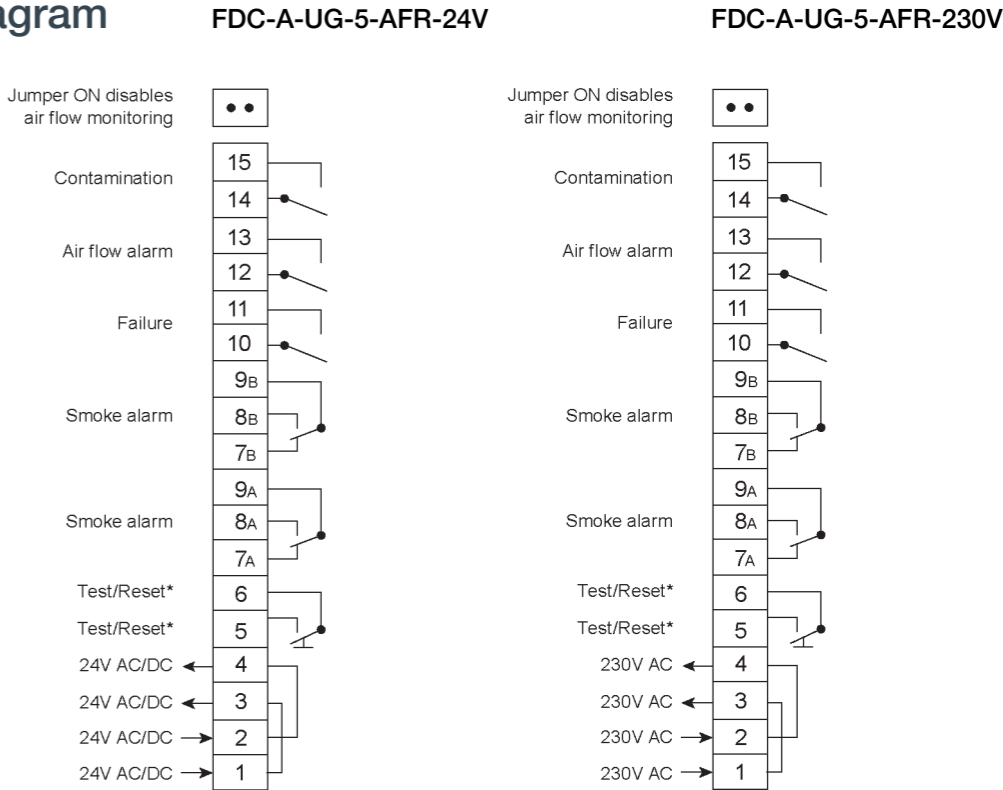 FDC-A-UG-5-AFR-24V
Jumper ON disables
air flow monitoring
15
Contamination
14
13
Air flow alarm
12
11
Failure
10
9B
Smoke alarm
8B
7B
9A
Smoke alarm
8A
7A
Test/Reset* 6
Test/Reset* 5
24V AC/DC 4
24V AC/DC 3
24V AC/DC 2
24V AC/DC 1
FDC-A-UG-5-AFR-230V
Jumper ON disables
air flow monitoring
15
Contamination
14
13
Air flow alarm
12
11
Failure
10
9B
Smoke alarm
8B
7B
9A
Smoke alarm
8A
7A
Test/Reset* 6
Test/Reset* 5
230V AC 4
230V AC 3
230V AC 2
230V AC 1